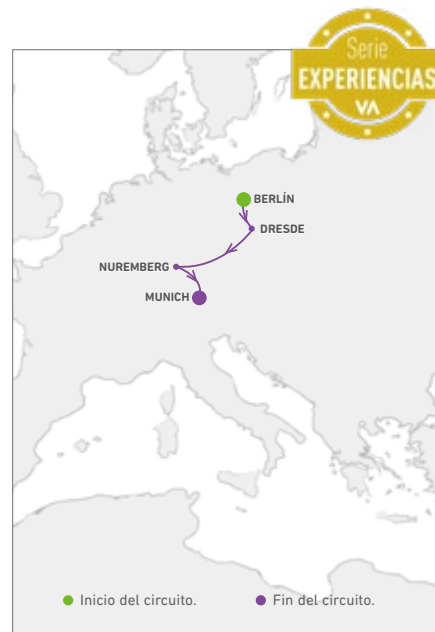 Serie
EXPERIENCIAS
VA
BERLÍN
DRESDE
NUREMBERG
MUNICH
Inicio del circuito.
Fin del circuito.